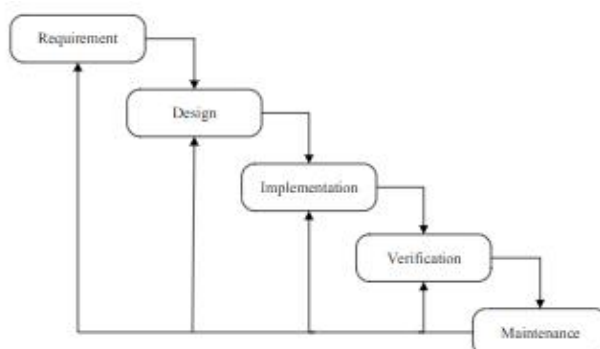 Requirement
Design
Implementation
Verification
Maintenance